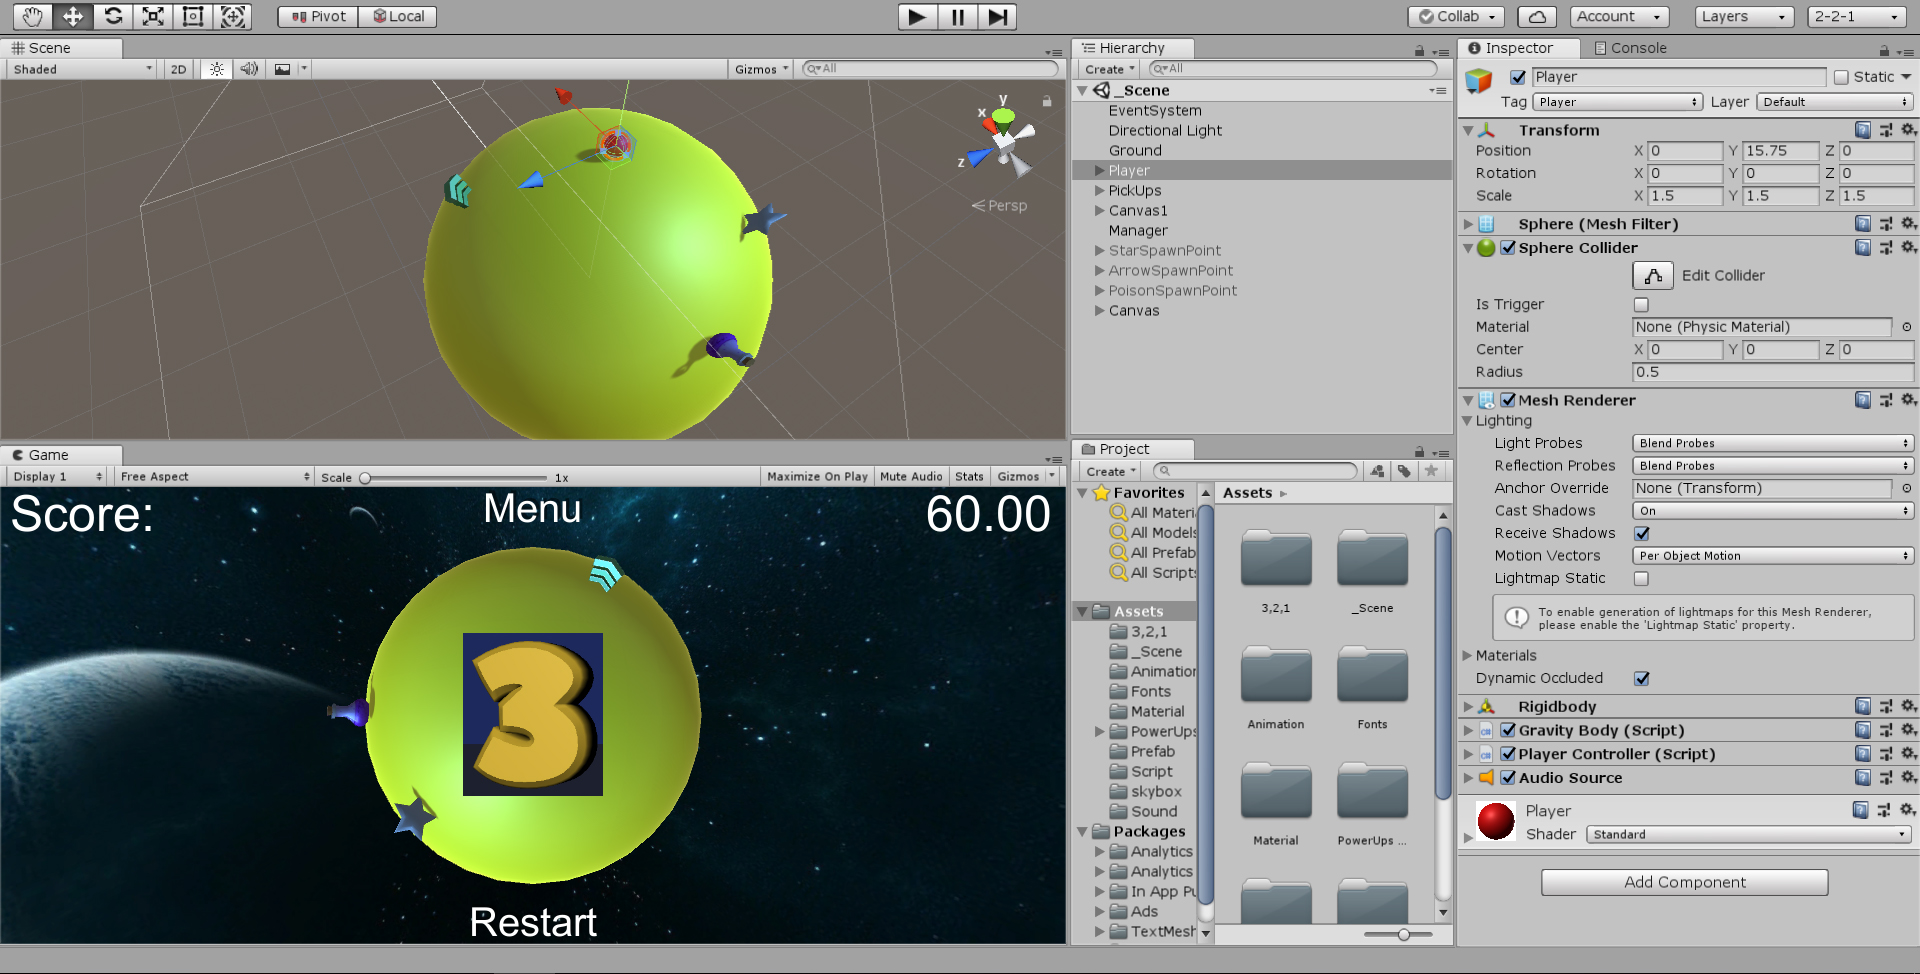 Pivot Local Collab Account Layers 2-2-1
Scene
Shaded 2D Gizmos All
y
x
z
Persp
Game
Display 1 Free Aspect Scale 1x Maximize On Play Mute Audio Stats Gizmos
Score: Menu 60.00
3
Restart
Hierarchy
Create All
_Scene
EventSystem
Directional Light
Ground
Player
PickUps
Canvas1
Manager
StarSpawnPoint
ArrowSpawnPoint
PoisonSpawnPoint
Canvas
Project
Create
Favorites
All Materi
All Models
All Prefab
All Scripts
Assets
3,2,1
_Scene
Animation
Fonts
Material
PowerUps
Prefab
Script
skybox
Sound
Packages
Analytics
Analytics
In App Pu
Ads
TextMesh
Assets
3,2,1 _Scene
Animation Fonts
Material PowerUps ...
Inspector Console
Player Static
Tag Player Layer Default
Transform
Position X 0 Y 15.75 Z 0
Rotation X 0 Y 0 Z 0
Scale X 1.5 Y 1.5 Z 1.5
Sphere (Mesh Filter)
Sphere Collider
Edit Collider
Is Trigger
Material None (Physic Material)
Center X 0 Y 0 Z 0
Radius 0.5
Mesh Renderer
Lighting
Light Probes Blend Probes
Reflection Probes Blend Probes
Anchor Override None (Transform)
Cast Shadows On
Receive Shadows
Motion Vectors Per Object Motion
Lightmap Static
To enable generation of lightmaps for this Mesh Renderer,
please enable the 'Lightmap Static' property.
Materials
Dynamic Occluded
Rigidbody
Gravity Body (Script)
Player Controller (Script)
Audio Source
Player
Shader Standard
Add Component